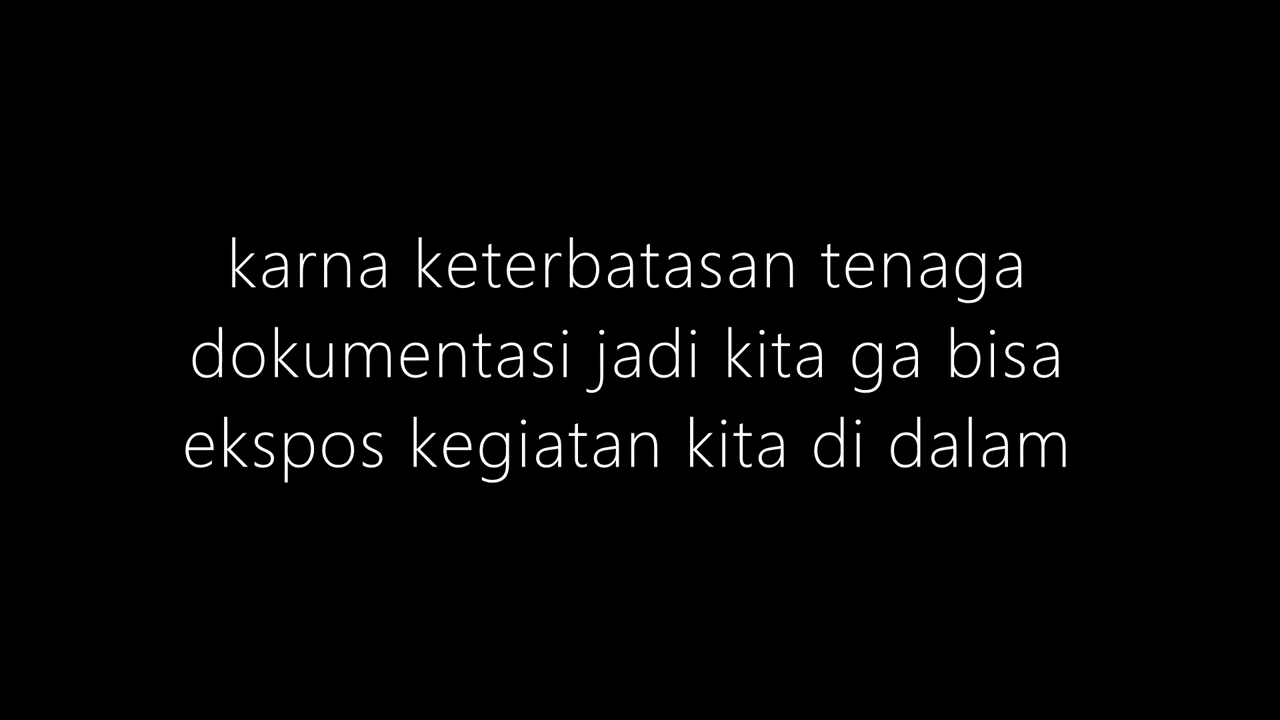 karna keterbatasan tenaga
dokumentasi jadi kita ga bisa
ekspos kegiatan kita di dalam